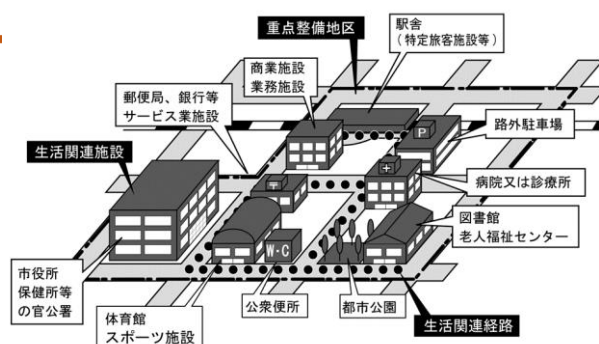 重点整備地区
駅舎
(特定旅客施設等)
商業施設
業務施設
郵便局、銀行等
サービス業施設
生活関連施設
P
路外駐車場
病院又は診療所
〒
図書館
老人福祉センター
W-C
市役所
保健所等
の官公署
体育館
スポーツ施設
公衆便所
都市公園
生活関連経路